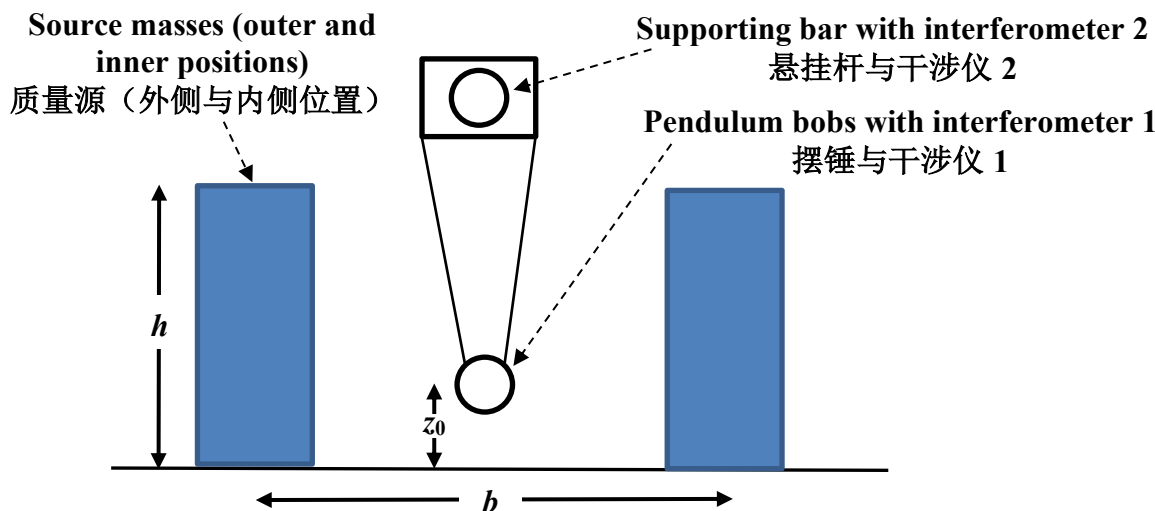 Source masses (outer and
inner positions)
质量源（外侧与内侧位置）
Supporting bar with interferometer 2
悬挂杆与干涉仪 2
Pendulum bobs with interferometer 1
摆锤与干涉仪 1
h
z0
b